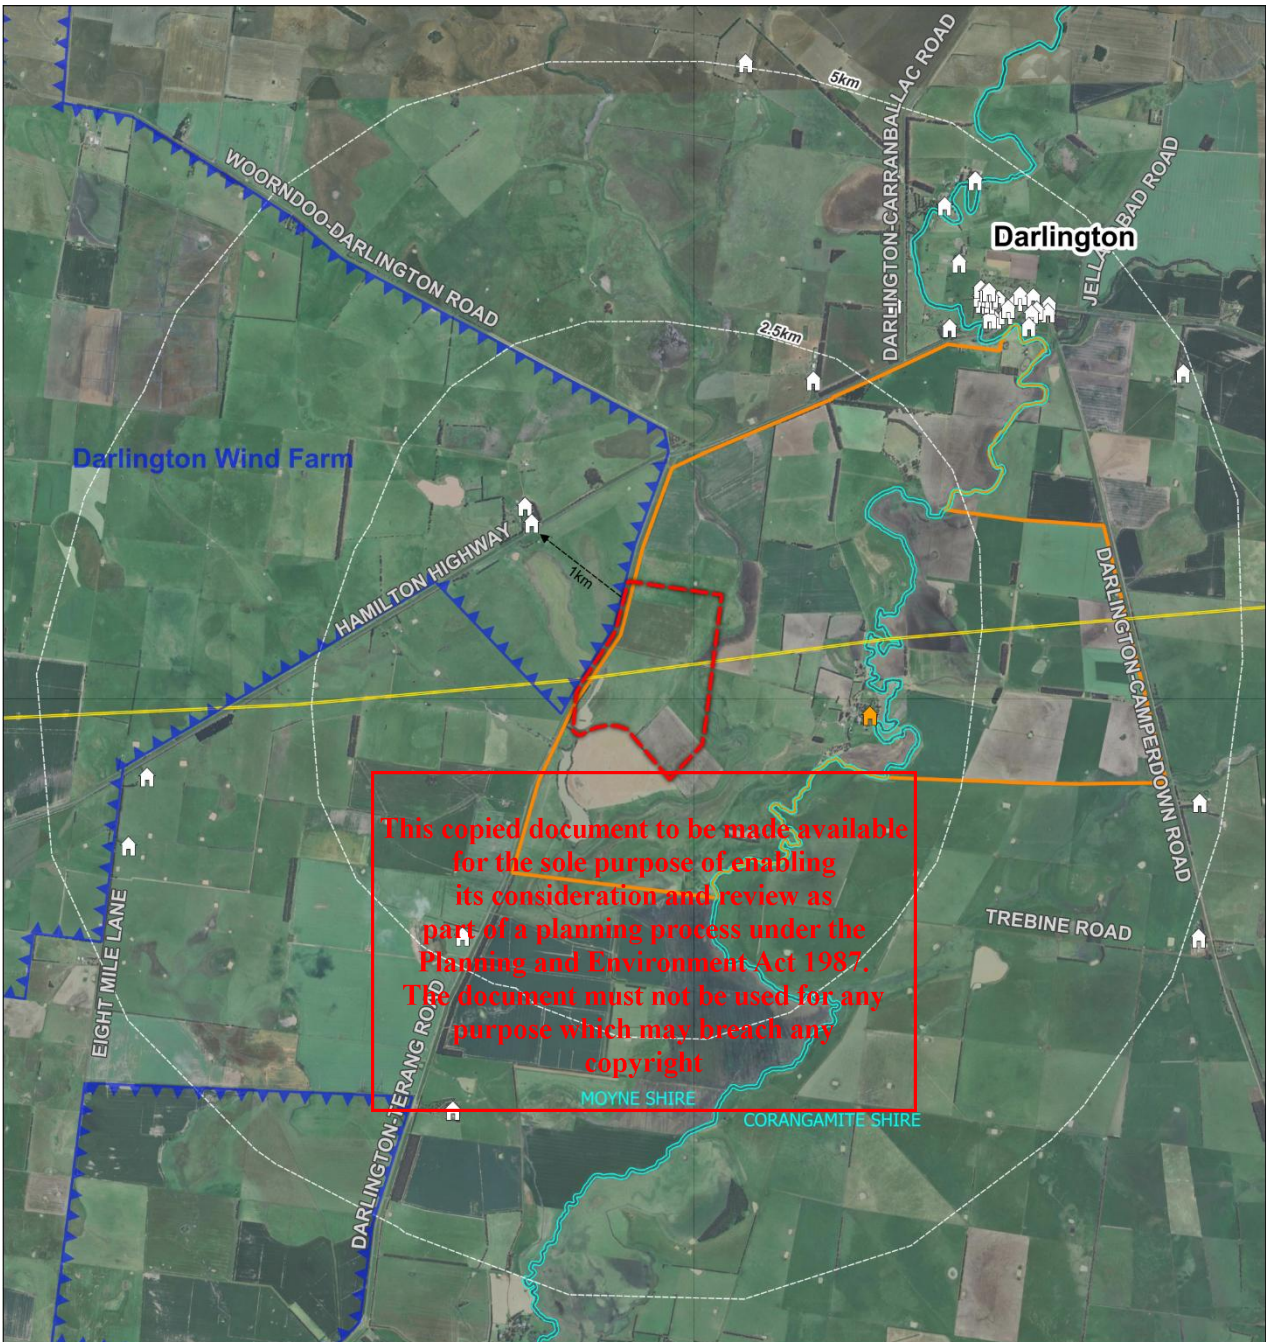 5km
DARLINGTON-CARRANBALLAC ROAD
WOORNDOO-DARLINGTON ROAD
JELLALABAD ROAD
Darlington
2.5km
Darlington Wind Farm
HAMILTON HIGHWAY
1km
DARLINGTON-CAMPERDOWN ROAD
This copied document to be made available
for the sole purpose of enabling
its consideration and review as
part of a planning process under the
Planning and Environment Act 1987.
The document must not be used for any
purpose which may breach any
copyright
TREBINE ROAD
EIGHT MILE LANE
DARLINGTON-TERANG ROAD
MOYNE SHIRE
CORANGAMITE SHIRE